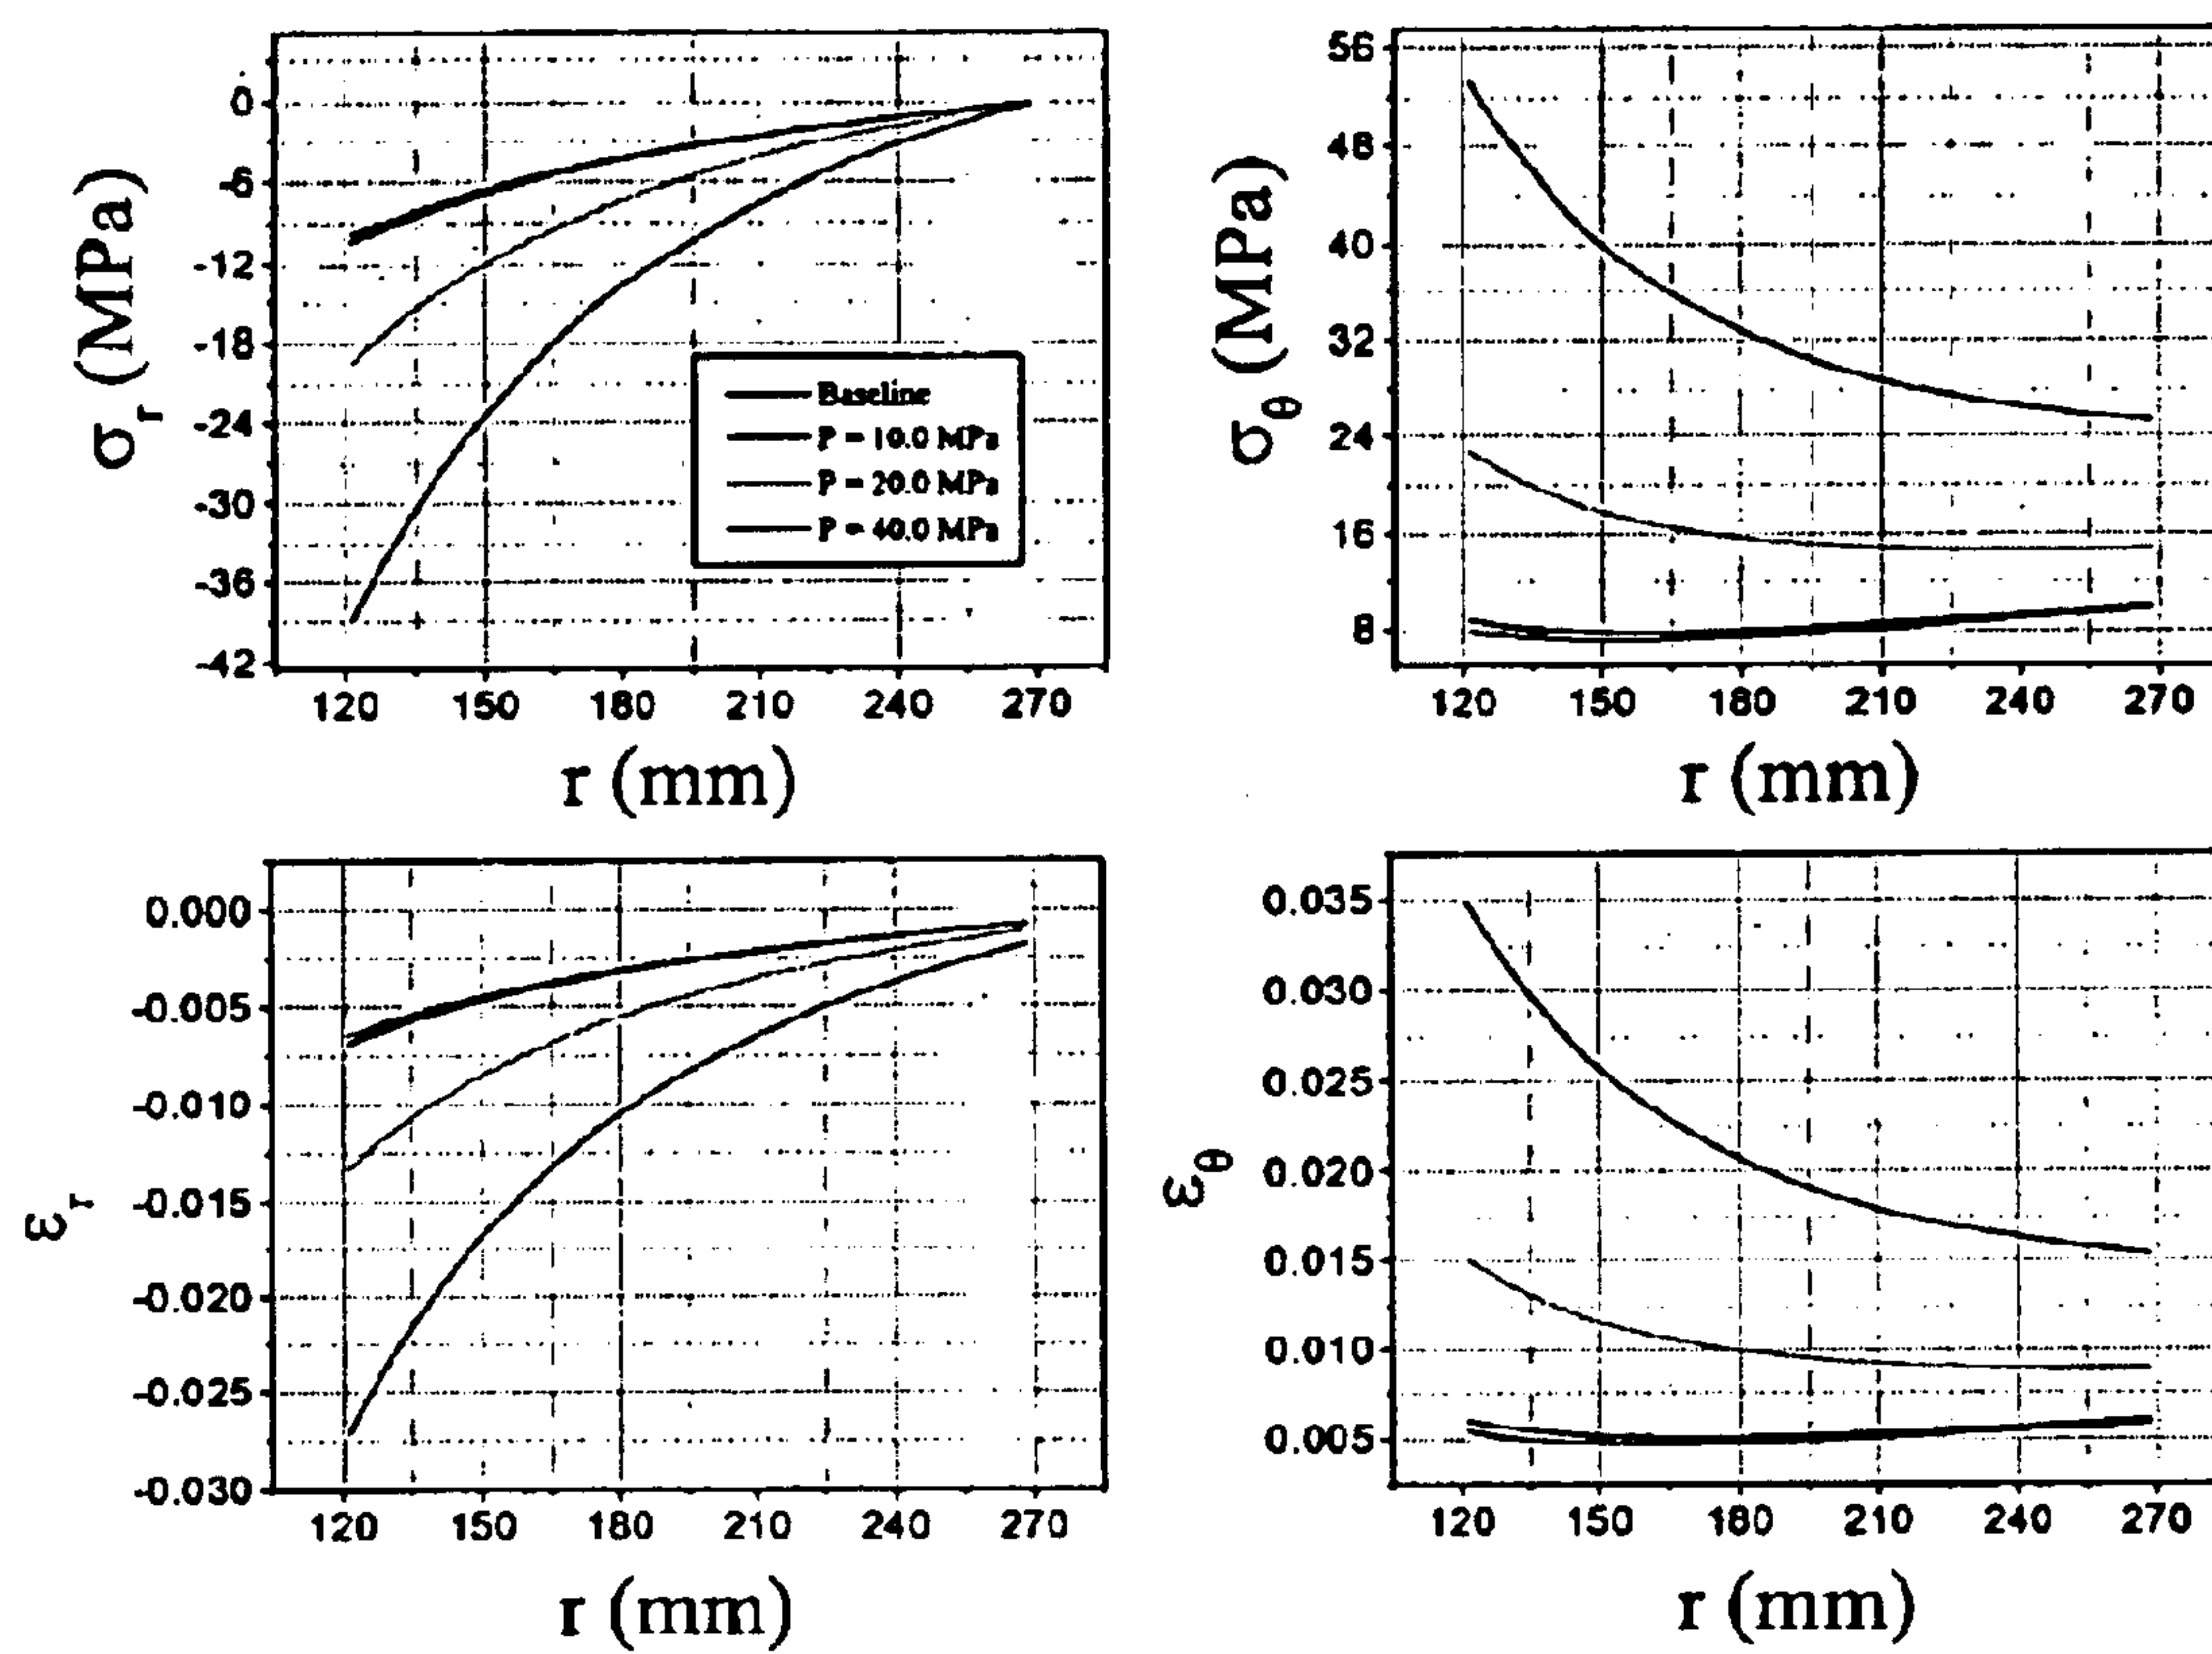 σr (MPa)
0
-6
-12
-18
-24
-30
-36
-42
Baseline
P = 10.0 MPa
P = 20.0 MPa
P = 40.0 MPa
120 150 180 210 240 270
r (mm)
σθ (MPa)
56
48
40
32
24
16
8
120 150 180 210 240 270
r (mm)
εr
0.000
-0.005
-0.010
-0.015
-0.020
-0.025
-0.030
120 150 180 210 240 270
r (mm)
εθ
0.035
0.030
0.025
0.020
0.015
0.010
0.005
120 150 180 210 240 270
r (mm)